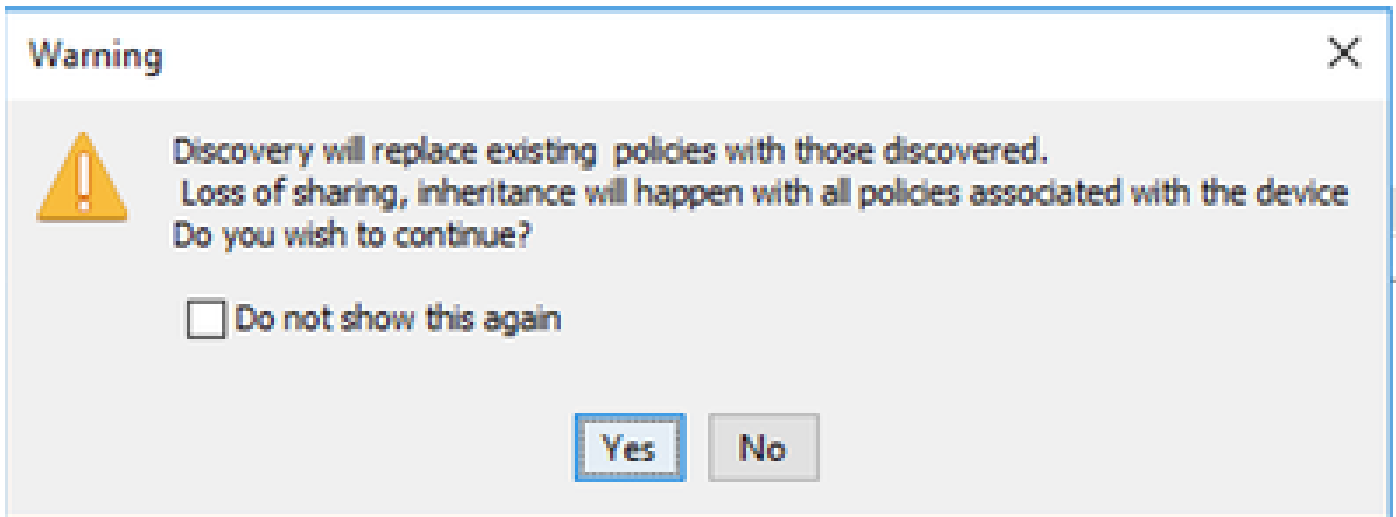 Warning
Discovery will replace existing policies with those discovered.
Loss of sharing, inheritance will happen with all policies associated with the device
Do you wish to continue?
Do not show this again
Yes No